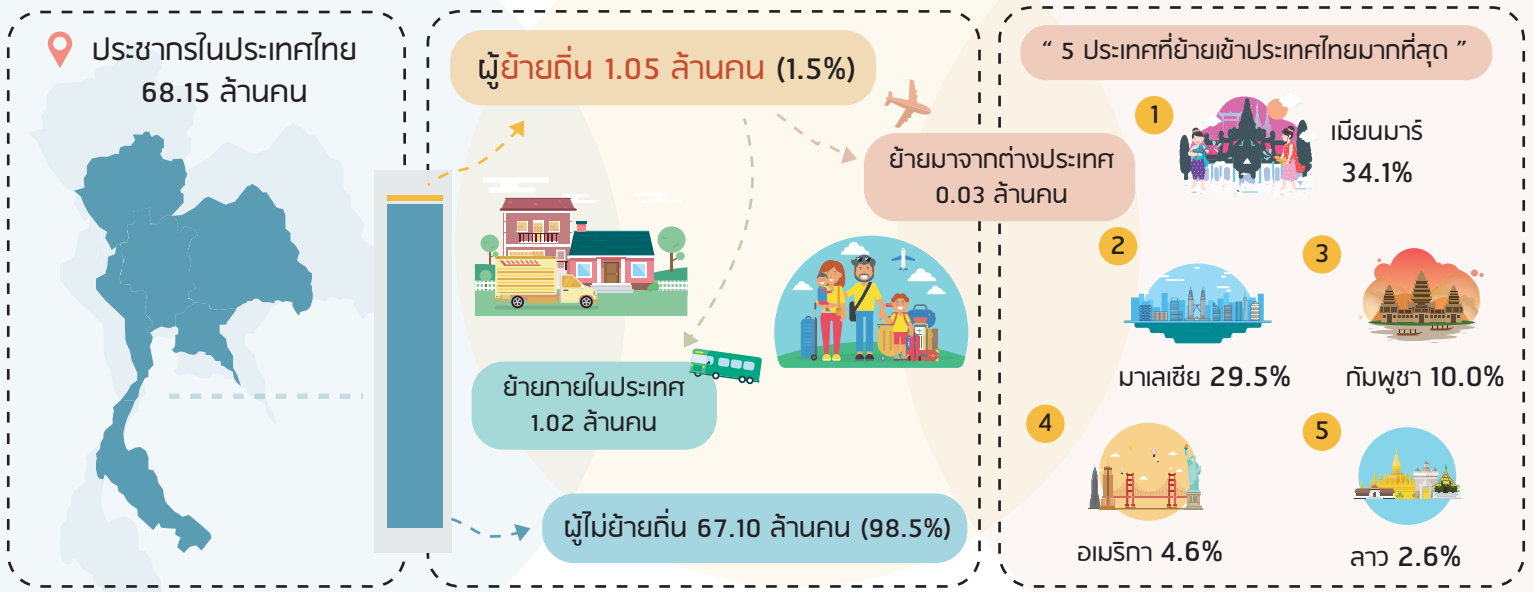 ประชากรในประเทศไทย
68.15 ล้านคน
ผู้ย้ายถิ่น 1.05 ล้านคน (1.5%)
ย้ายมาจากต่างประเทศ
0.03 ล้านคน
ย้ายภายในประเทศ
1.02 ล้านคน
ผู้ไม่ย้ายถิ่น 67.10 ล้านคน (98.5%)
“ 5 ประเทศที่ย้ายเข้าประเทศไทยมากที่สุด ”
1
เมียนมาร์
34.1%
2
มาเลเซีย 29.5%
3
กัมพูชา 10.0%
4
อเมริกา 4.6%
5
ลาว 2.6%